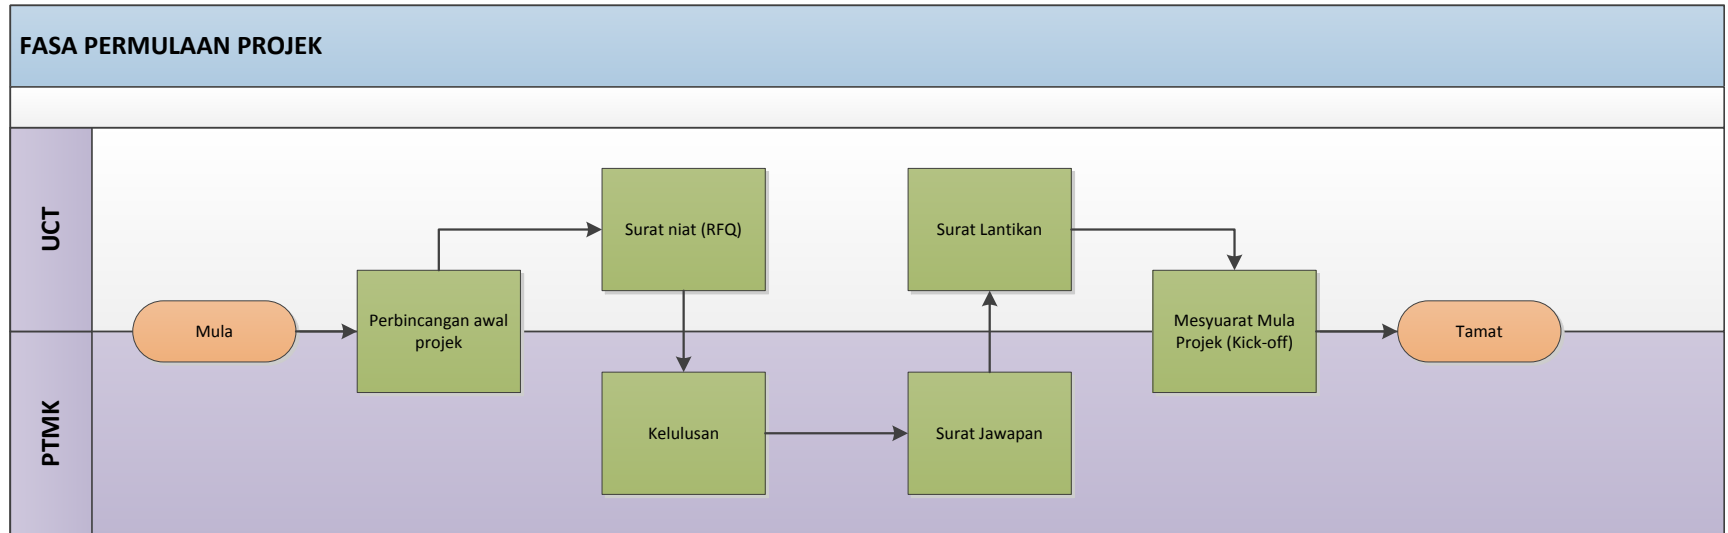 FASA PERMULAAN PROJEK
UCT
Surat niat (RFQ)
Surat Lantikan
Mula
Perbincangan awal
projek
Mesyuarat Mula
Projek (Kick-off)
Tamat
PTMK
Kelulusan
Surat Jawapan